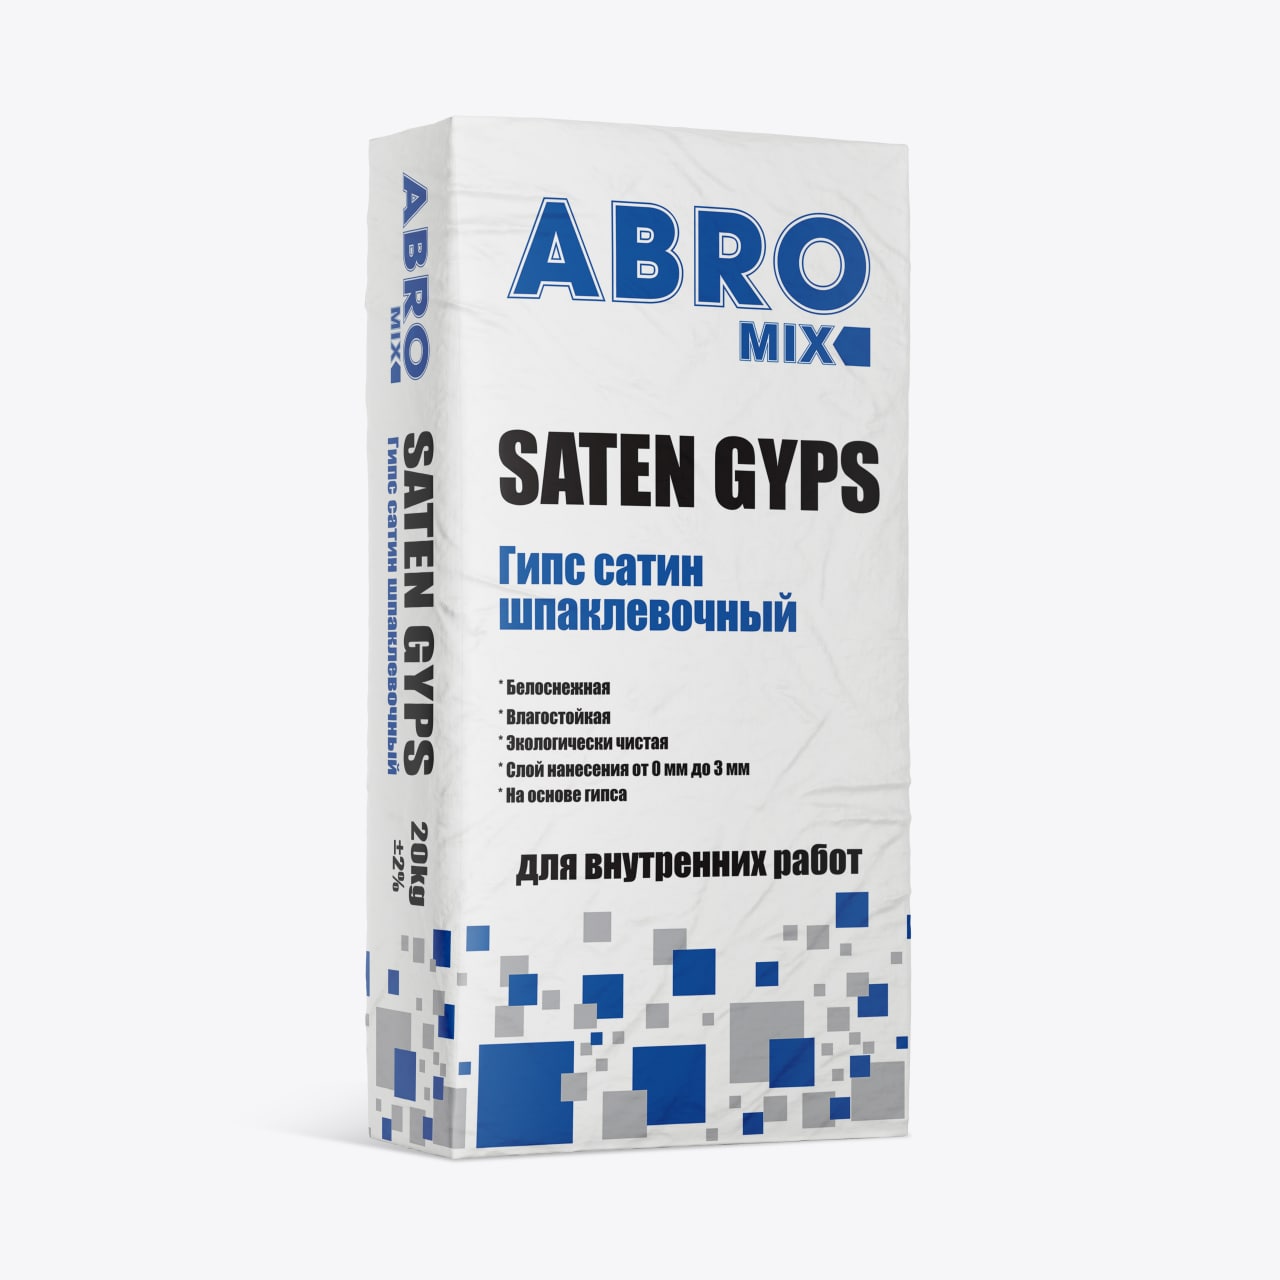 ABRO
MIX
SATEN GYPS
Гипс сатин
шпаклевочный
* Белоснежная
* Влагостойкая
* Экологически чистая
* Слой нанесения от 0 мм до 3 мм
* На основе гипса
для внутренних работ
ABRO
MIX
SATEN GYPS
Гипс сатин шпаклевочный
20kg
±2%